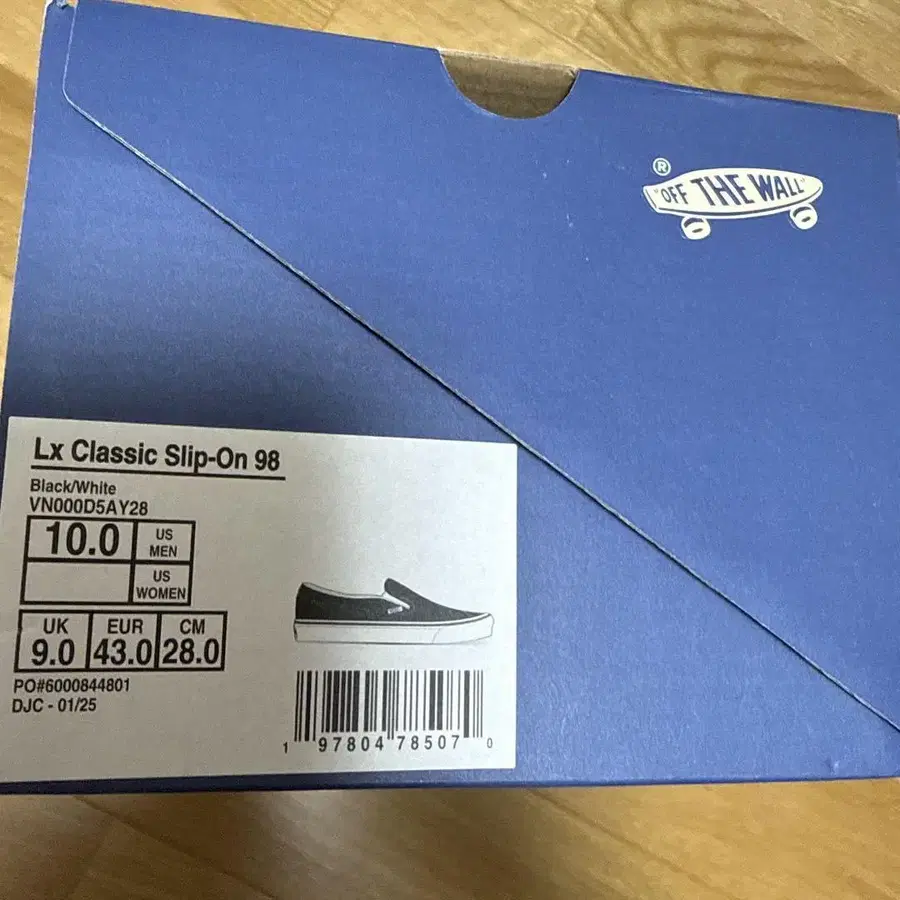 ®
"OFF THE WALL"
Lx Classic Slip-On 98
Black/White
VN000D5AY28
10.0 US MEN
US WOMEN
UK EUR CM
9.0 43.0 28.0
PO#6000844801
DJC - 01/25
1 97804 78507 0